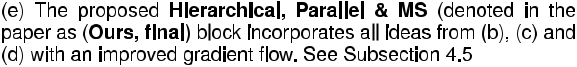 (e) The proposed Hierarchical, Parallel & MS (denoted in the
paper as (Ours, final) block incorporates all ideas from (b), (c) and
(d) with an improved gradient flow. See Subsection 4.5